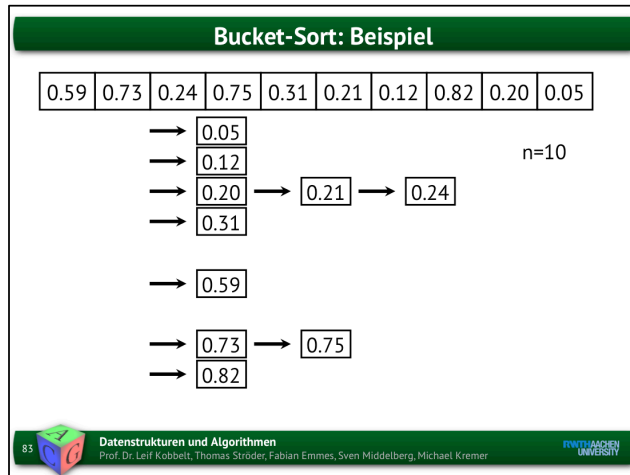 Bucket-Sort: Beispiel
0.59 0.73 0.24 0.75 0.31 0.21 0.12 0.82 0.20 0.05
0.05
n=10
0.12
0.20 0.21 0.24
0.31
0.59
0.73 0.75
0.82
83
A
C G
Datenstrukturen und Algorithmen
Prof. Dr. Leif Kobbelt, Thomas Ströder, Fabian Emmes, Sven Middelberg, Michael Kremer
RWTHAACHEN
UNIVERSITY